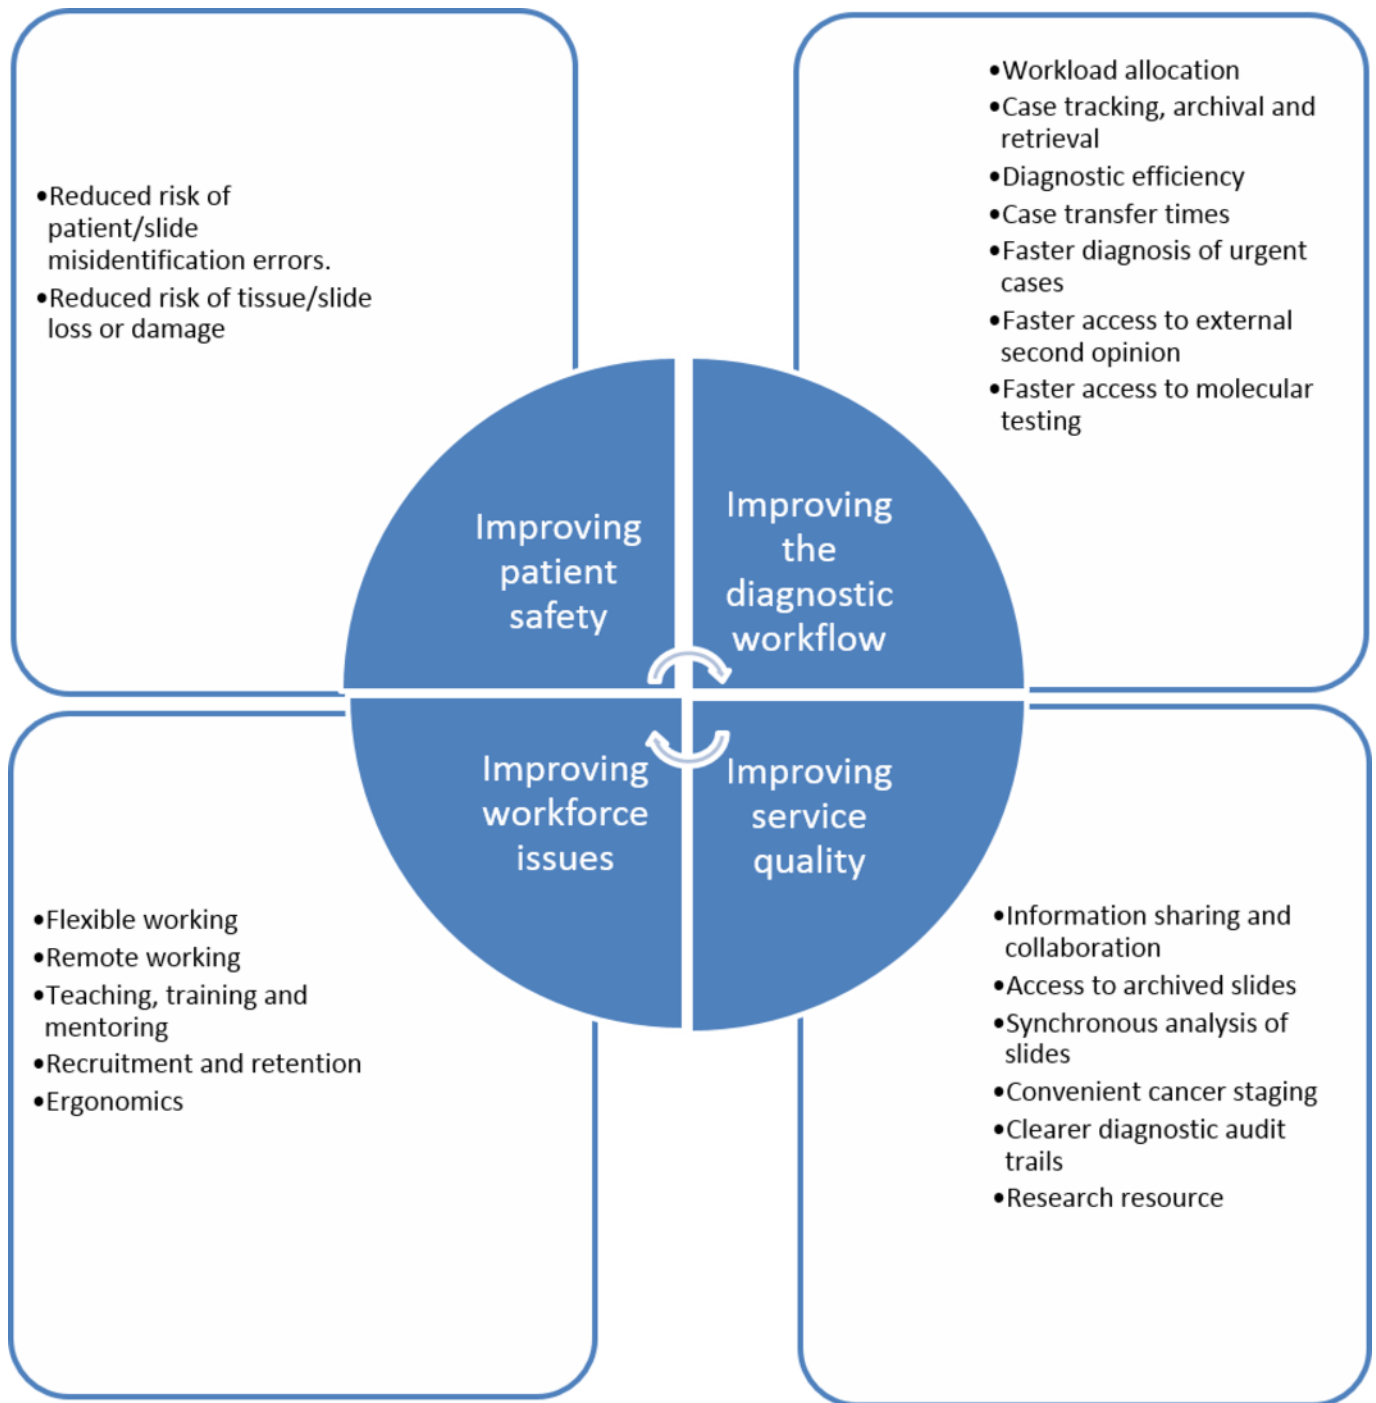 •Reduced risk of
patient/slide
misidentification errors.
•Reduced risk of tissue/slide
loss or damage
•Workload allocation
•Case tracking, archival and
retrieval
•Diagnostic efficiency
•Case transfer times
•Faster diagnosis of urgent
cases
•Faster access to external
second opinion
•Faster access to molecular
testing
Improving
patient
safety
Improving
the
diagnostic
workflow
Improving
workforce
issues
Improving
service
quality
•Flexible working
•Remote working
•Teaching, training and
mentoring
•Recruitment and retention
•Ergonomics
•Information sharing and
collaboration
•Access to archived slides
•Synchronous analysis of
slides
•Convenient cancer staging
•Clearer diagnostic audit
trails
•Research resource